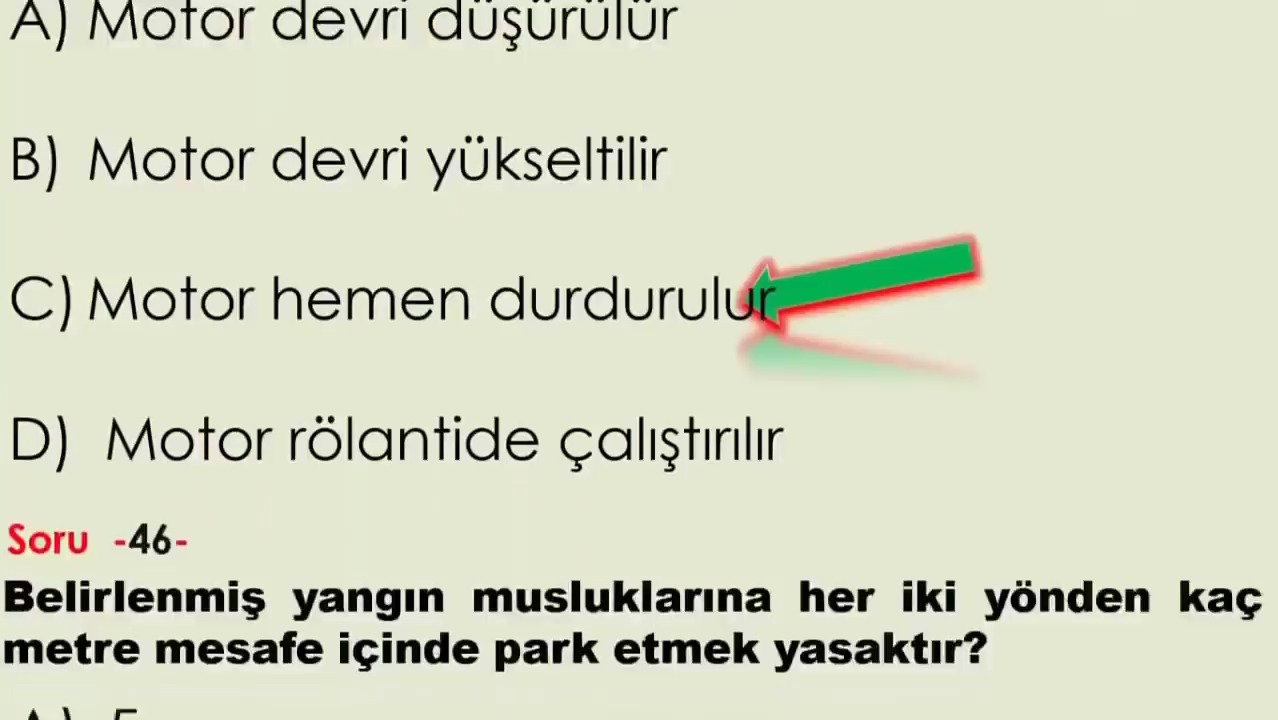 A) Motor devri düşürülür
B) Motor devri yükseltilir
C) Motor hemen durdurulur
D) Motor rölantide çalıştırılır
Soru -46-
Belirlenmiş yangın musluklarına her iki yönden kaç
metre mesafe içinde park etmek yasaktır?